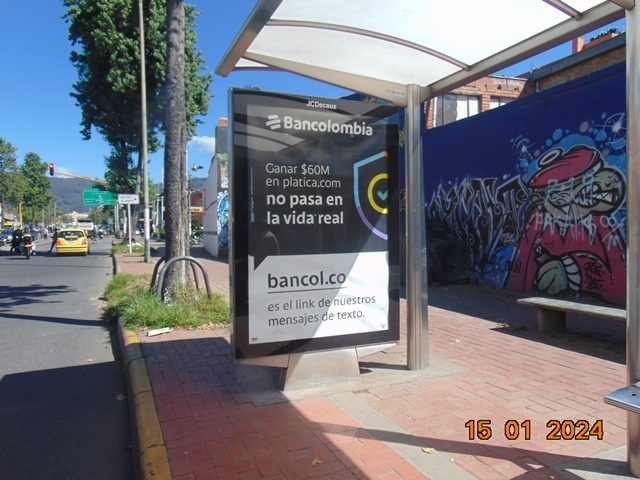 JCDecaux
Bancolombia
Ganar $60M
en platica.com
no pasa en
la vida real
bancol.co
es el link de nuestros
mensajes de texto.
15 01 2024